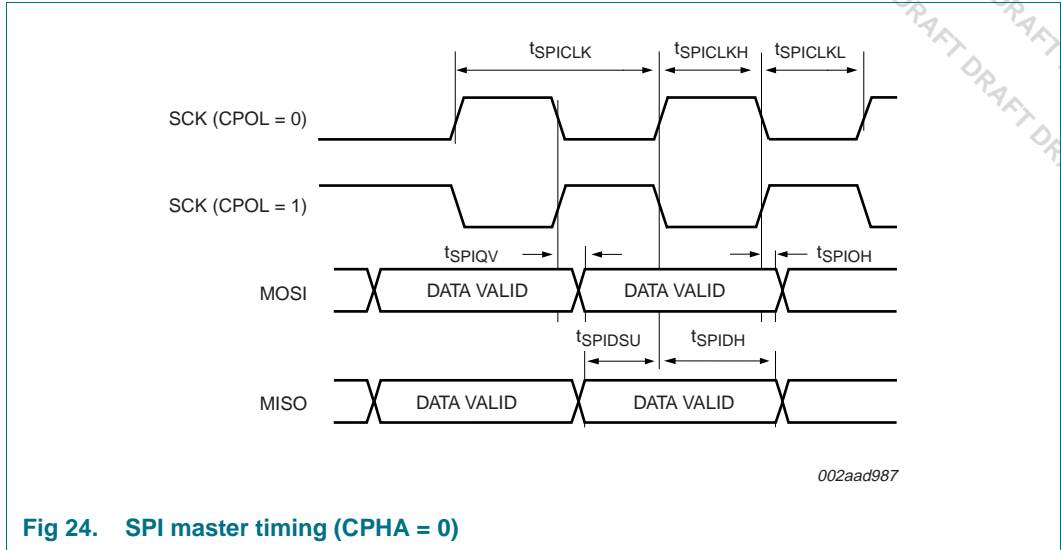 DRAFT DRAFT DR
DRAFT
tSPICLK tSPICLKH tSPICLKL
SCK (CPOL = 0)
SCK (CPOL = 1)
tSPIQV tSPIOH
MOSI DATA VALID DATA VALID
tSPIDSU tSPIDH
MISO DATA VALID DATA VALID
002aad987
Fig 24. SPI master timing (CPHA = 0)